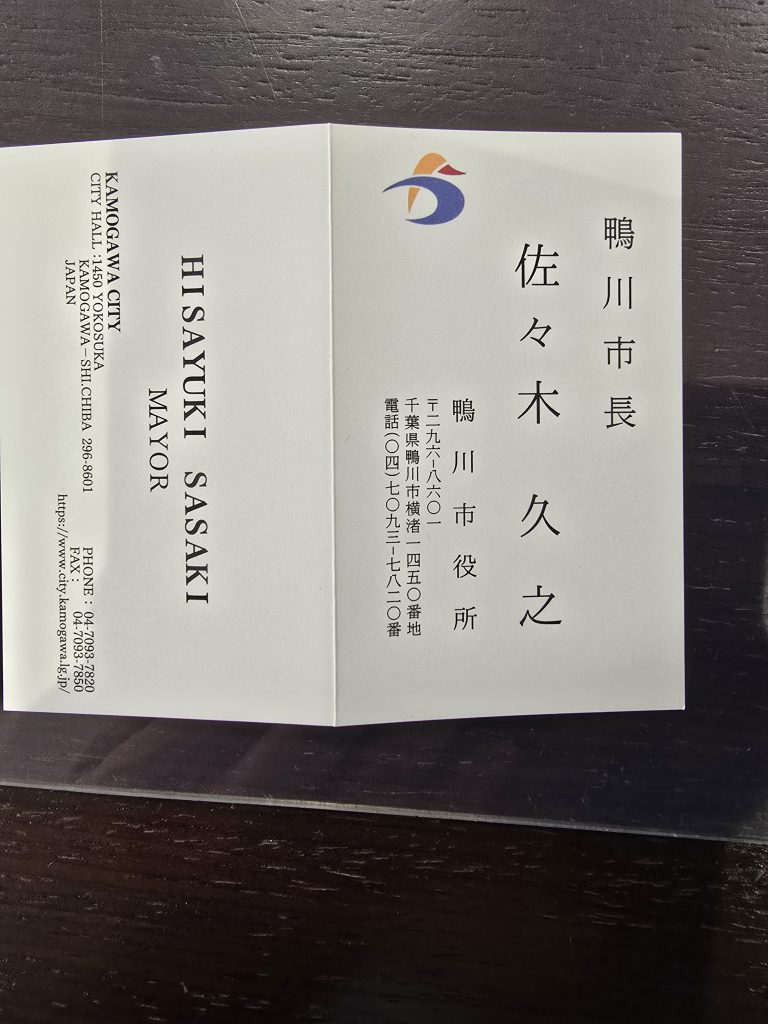 鴨川市長
佐々木久之
鴨川市役所
〒二九六−八六〇一
千葉県鴨川市横渚一四五〇番地
電話(〇四)七〇九三−七八二〇番
HISAYUKI SASAKI
MAYOR
KAMOGAWA CITY
CITY HALL :1450 YOKOSUKA
KAMOGAWA−SHI.CHIBA 296-8601
JAPAN
PHONE : 04-7093-7820
FAX : 04-7093-7850
https://www.city.kamogawa.lg.jp/